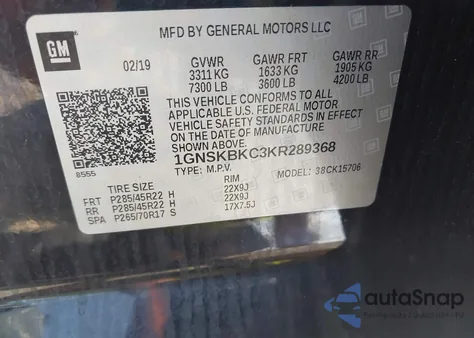 GM
MFD BY GENERAL MOTORS LLC
02/19 GVWR GAWR FRT GAWR RR
3311 KG 1633 KG 1905 KG
7300 LB 3600 LB 4200 LB
THIS VEHICLE CONFORMS TO ALL
APPLICABLE U.S. FEDERAL MOTOR
VEHICLE SAFETY STANDARDS IN EFFECT
ON THE DATE OF MANUFACTURE
SHOWN ABOVE.
1GNSKBKC3KR289368
8555 TYPE: M.P.V. MODEL: 38CK15706
TIRE SIZE RIM
FRT P285/45R22 H 22X9J
RR P285/45R22 H 22X9J
SPA P265/70R17 S 17X7.5J
autoSnap